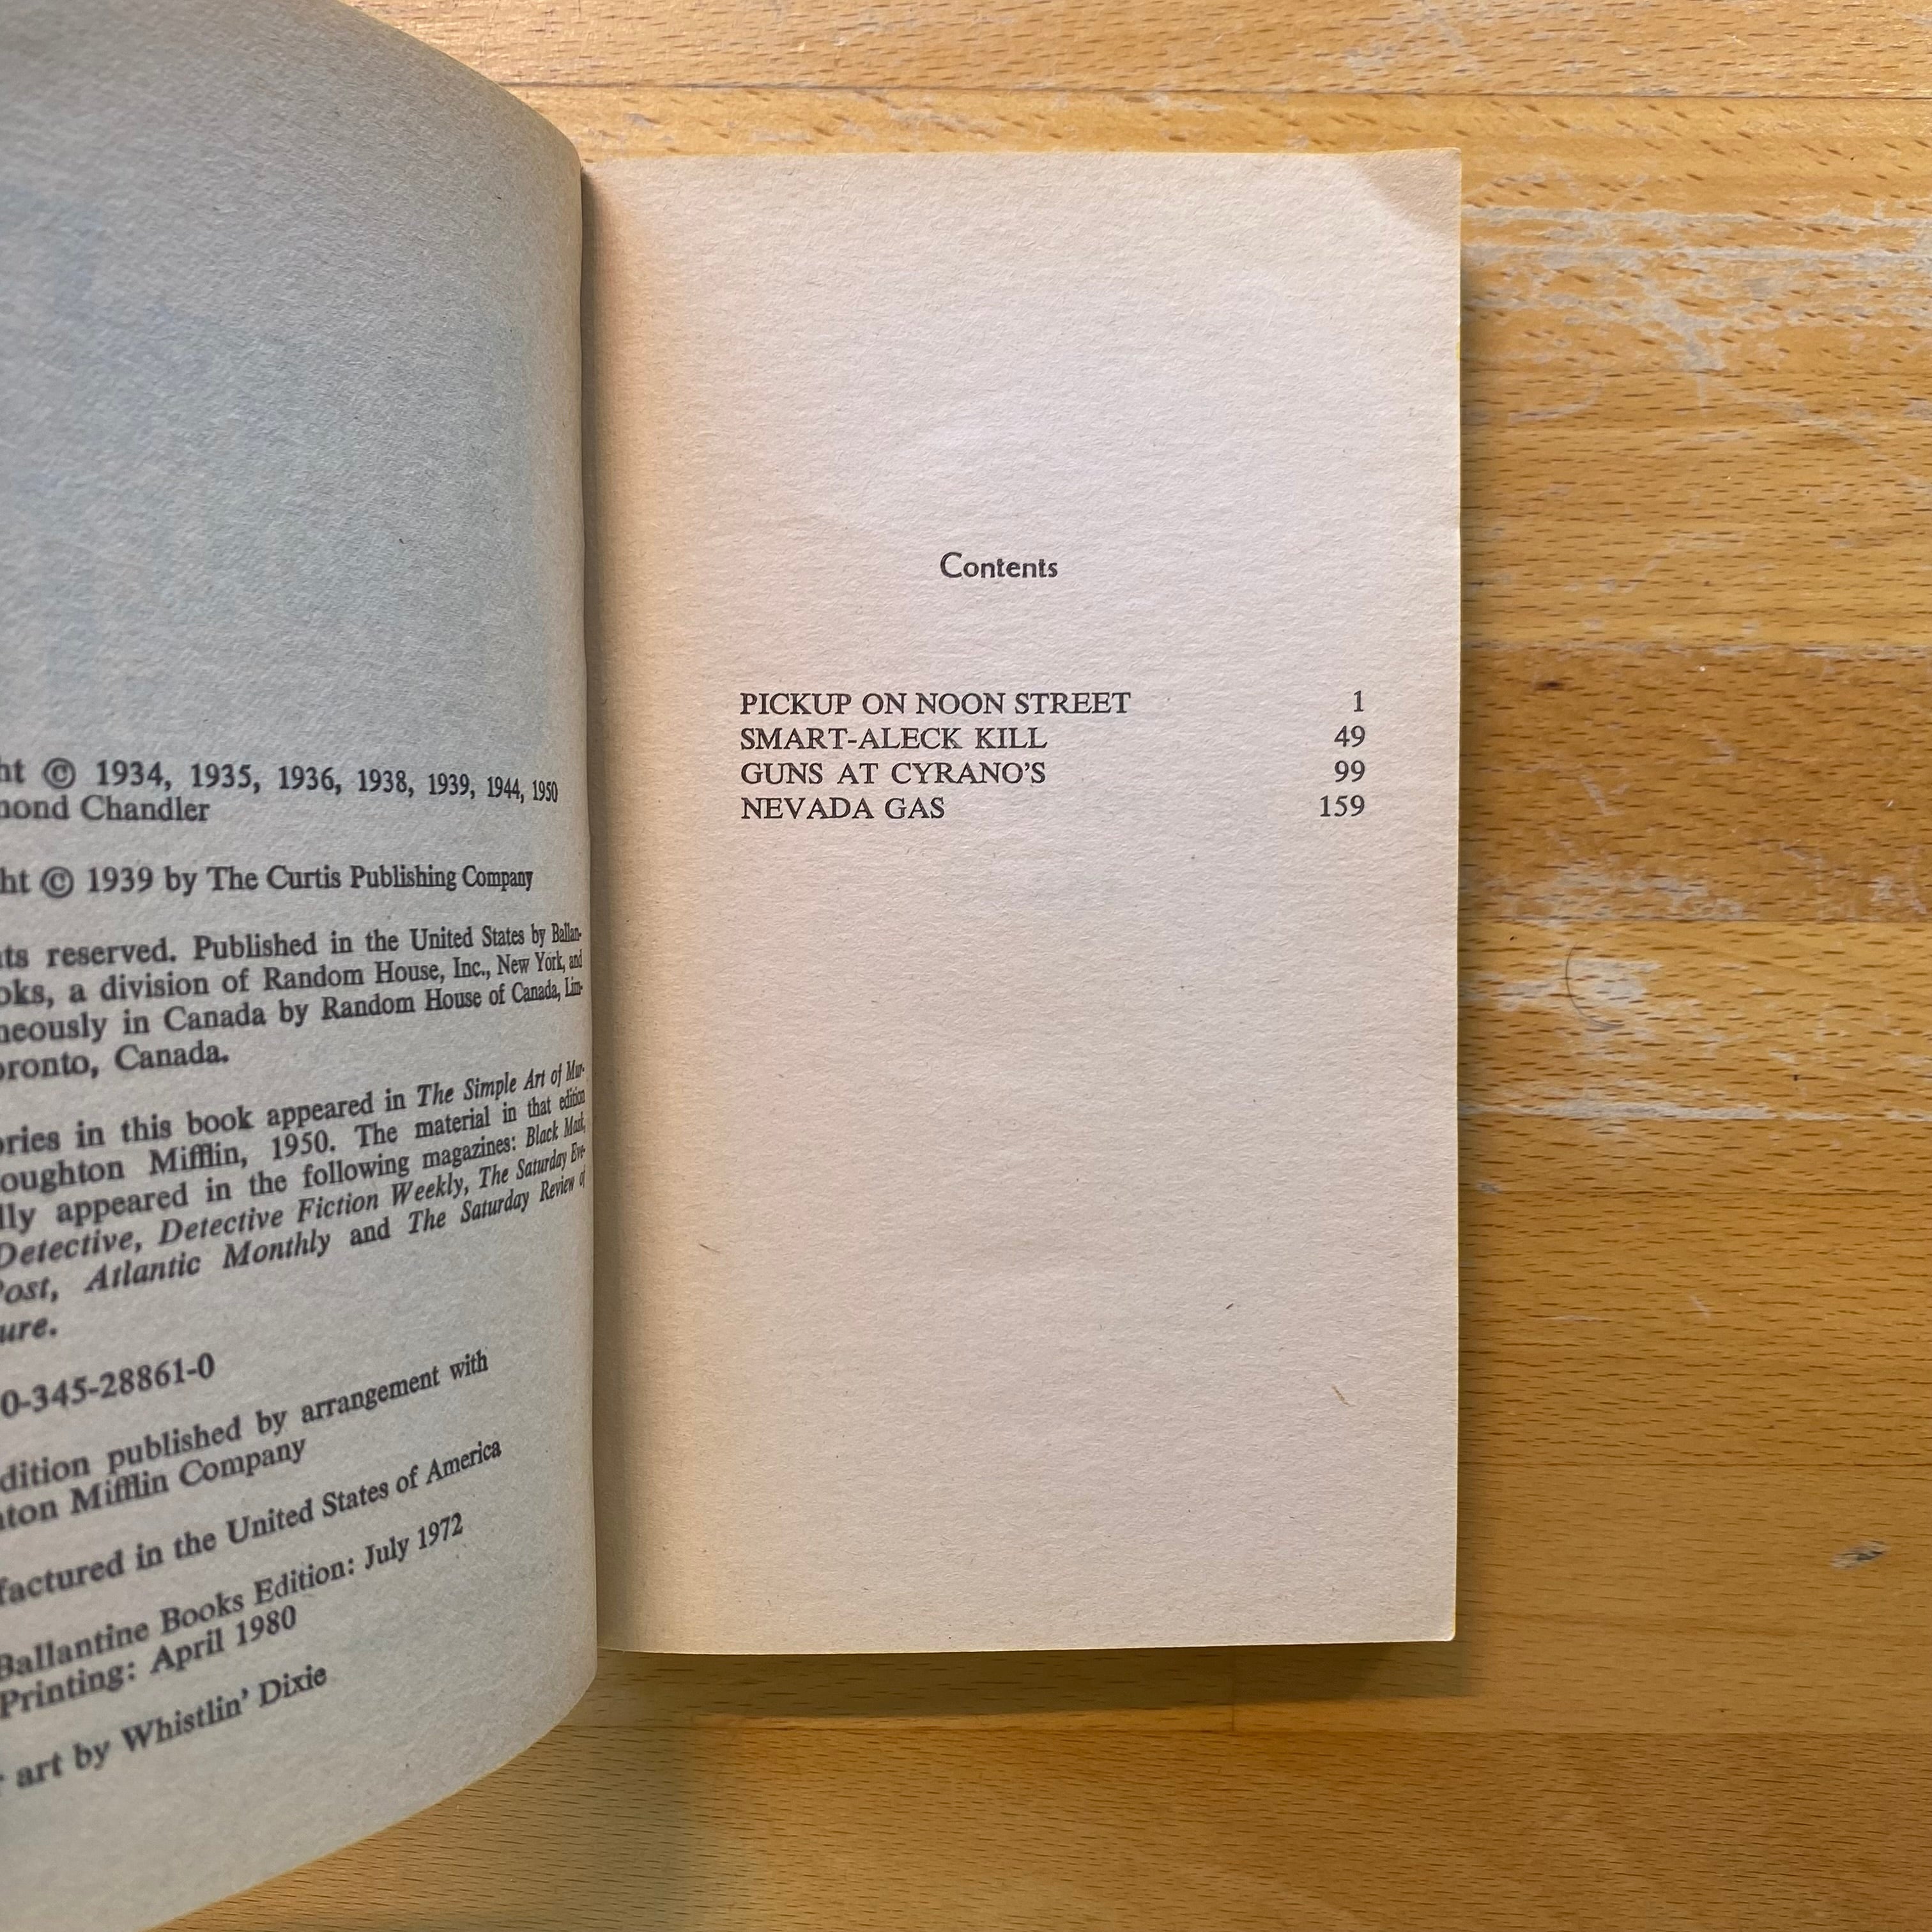 ht © 1934, 1935, 1936, 1938, 1939, 1944, 1950
mond Chandler
ht © 1939 by The Curtis Publishing Company
ts reserved. Published in the United States by Ballan-
oks, a division of Random House, Inc., New York, and
neously in Canada by Random House of Canada, Lim-
oronto, Canada.
ories in this book appeared in The Simple Art of Mur-
oughton Mifflin, 1950. The material in that edition
lly appeared in the following magazines: Black Mask,
Detective, Detective Fiction Weekly, The Saturday Eve-
Post, Atlantic Monthly and The Saturday Review of
ure.
0-345-28861-0
dition published by arrangement with
ton Mifflin Company
factured in the United States of America
Ballantine Books Edition: July 1972
Printing: April 1980
r art by Whistlin' Dixie
Contents
PICKUP ON NOON STREET 1
SMART-ALECK KILL 49
GUNS AT CYRANO'S 99
NEVADA GAS 159